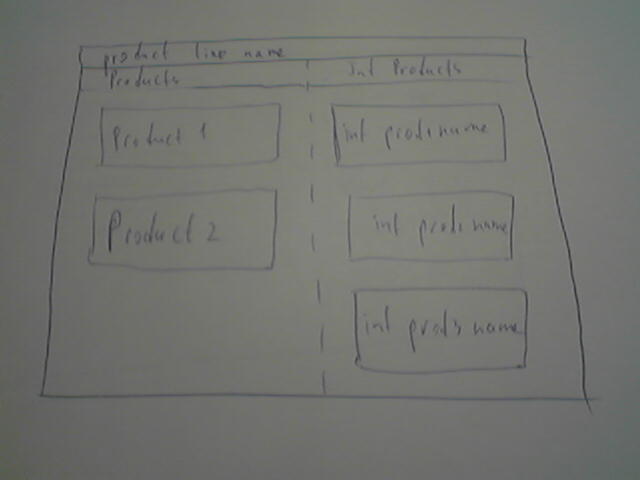 product line name
Products
Int Products
Product 1
int prod1 name
Product 2
int prod2 name
int prod3 name